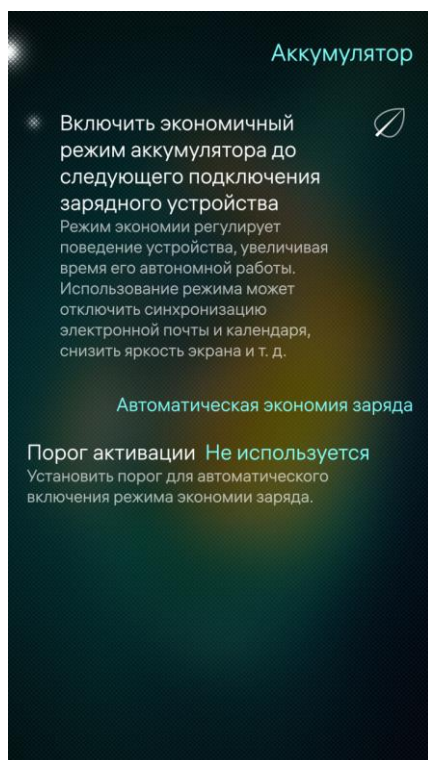 Аккумулятор
Включить экономичный
режим аккумулятора до
следующего подключения
зарядного устройства
Режим экономии регулирует
поведение устройства, увеличивая
время его автономной работы.
Использование режима может
отключить синхронизацию
электронной почты и календаря,
снизить яркость экрана и т. д.
Автоматическая экономия заряда
Порог активации Не используется
Установить порог для автоматического
включения режима экономии заряда.